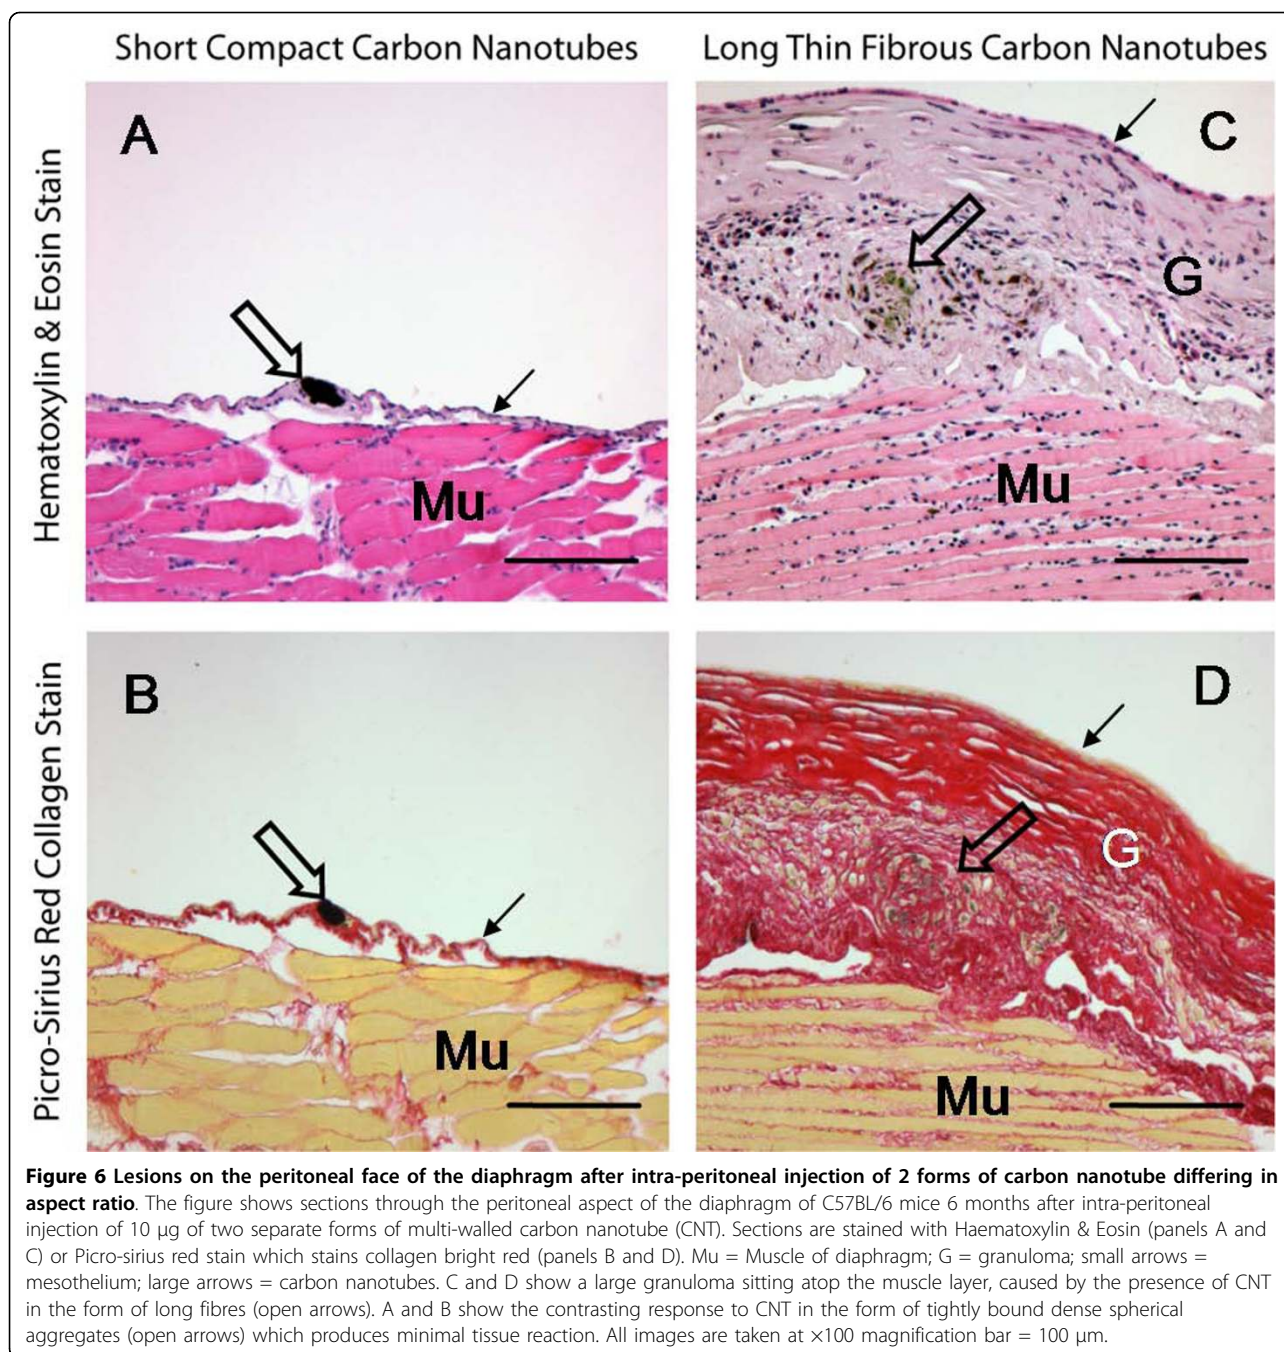 Short Compact Carbon Nanotubes
Long Thin Fibrous Carbon Nanotubes
Hematoxylin & Eosin Stain
A
Mu
C
G
Mu
Picro-Sirius Red Collagen Stain
B
Mu
D
G
Mu
Figure 6 Lesions on the peritoneal face of the diaphragm after intra-peritoneal injection of 2 forms of carbon nanotube differing in
aspect ratio. The figure shows sections through the peritoneal aspect of the diaphragm of C57BL/6 mice 6 months after intra-peritoneal
injection of 10 μg of two separate forms of multi-walled carbon nanotube (CNT). Sections are stained with Haematoxylin & Eosin (panels A and
C) or Picro-sirius red stain which stains collagen bright red (panels B and D). Mu = Muscle of diaphragm; G = granuloma; small arrows =
mesothelium; large arrows = carbon nanotubes. C and D show a large granuloma sitting atop the muscle layer, caused by the presence of CNT
in the form of long fibres (open arrows). A and B show the contrasting response to CNT in the form of tightly bound dense spherical
aggregates (open arrows) which produces minimal tissue reaction. All images are taken at ×100 magnification bar = 100 μm.